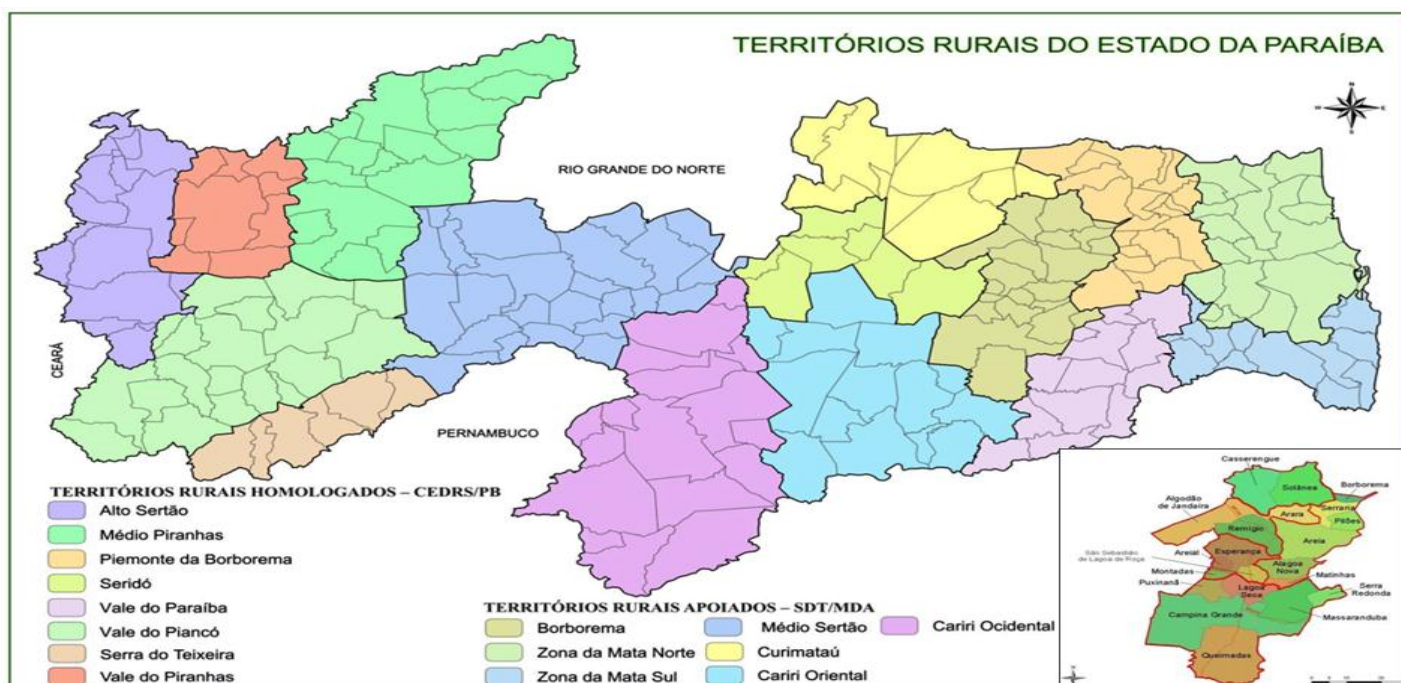 TERRITÓRIOS RURAIS DO ESTADO DA PARAÍBA
N
W
E
S
RIO GRANDE DO NORTE
CEARÁ
PERNAMBUCO
TERRITÓRIOS RURAIS HOMOLOGADOS – CEDRS/PB
Alto Sertão
Médio Piranhas
Piemonte da Borborema
Seridó
Vale do Paraíba
Vale do Piancó
Serra do Teixeira
Vale do Piranhas
TERRITÓRIOS RURAIS APOIADOS – SDT/MDA
Borborema
Zona da Mata Norte
Zona da Mata Sul
Médio Sertão
Curimataú
Cariri Oriental
Cariri Ocidental
Casserengue
Solânea
Borborema
Algodão
de Jandaíra
Arara
Serraria
Pilões
Remígio
Areia
Esperança
Areial
São Sebastião
de Lagoa de Roça
Alagoa
Nova
Montadas
Matinhas
Puxinanã
Lagoa
Seca
Serra
Redonda
Campina Grande
Massaranduba
Queimadas